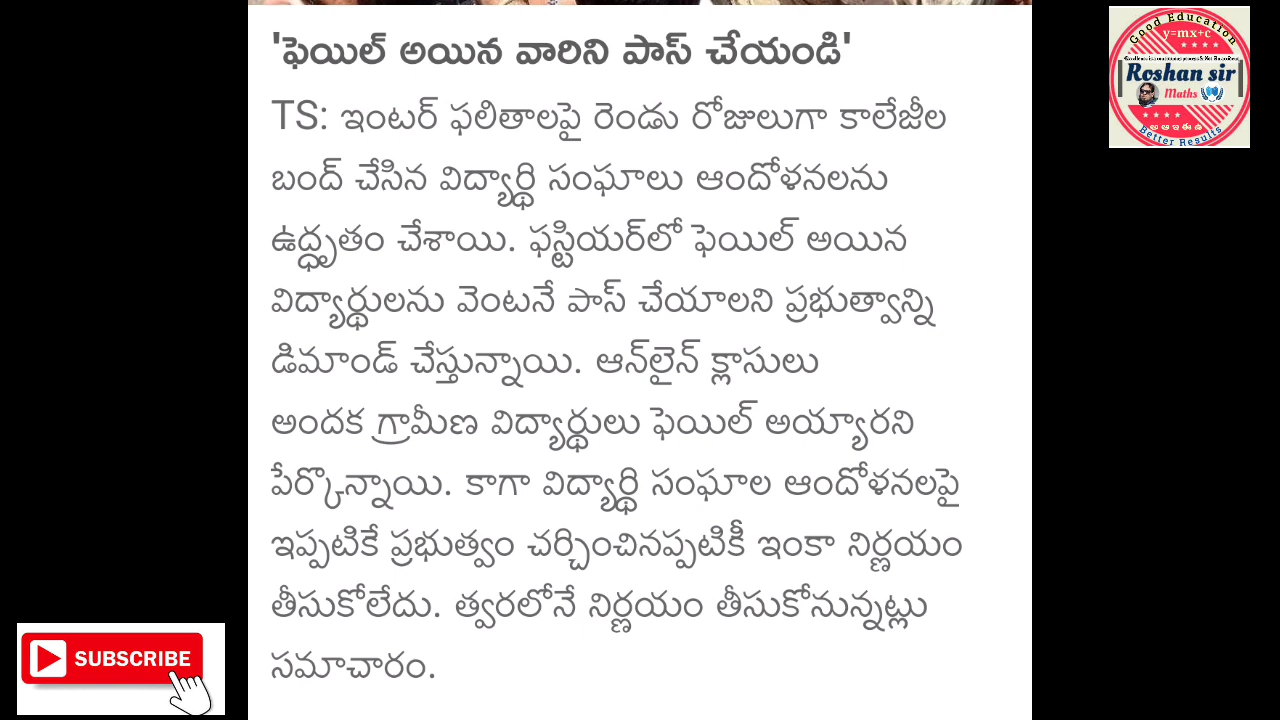 'ఫెయిల్ అయిన వారిని పాస్ చేయండి'
TS: ఇంటర్ ఫలితాలపై రెండు రోజులుగా కాలేజీల
బంద్ చేసిన విద్యార్థి సంఘాలు ఆందోళనలను
ఉద్ధృతం చేశాయి. ఫస్టియర్‌లో ఫెయిల్ అయిన
విద్యార్థులను వెంటనే పాస్ చేయాలని ప్రభుత్వాన్ని
డిమాండ్ చేస్తున్నాయి. ఆన్‌లైన్ క్లాసులు
అందక గ్రామీణ విద్యార్థులు ఫెయిల్ అయ్యారని
పేర్కొన్నాయి. కాగా విద్యార్థి సంఘాల ఆందోళనలపై
ఇప్పటికే ప్రభుత్వం చర్చించినప్పటికీ ఇంకా నిర్ణయం
తీసుకోలేదు. త్వరలోనే నిర్ణయం తీసుకోనున్నట్లు
సమాచారం.
Good Education
y=mx+c
Roshan sir
Maths
Better Results
SUBSCRIBE